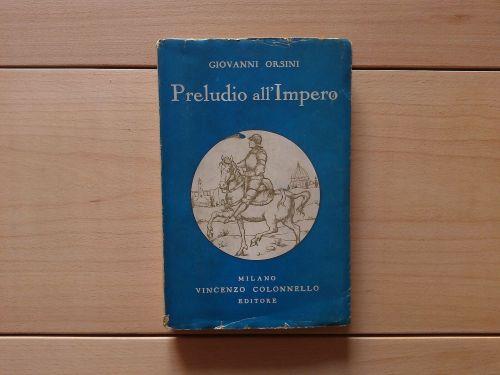 GIOVANNI ORSINI
Preludio all'Impero
MILANO
VINCENZO COLONNELLO
EDITORE